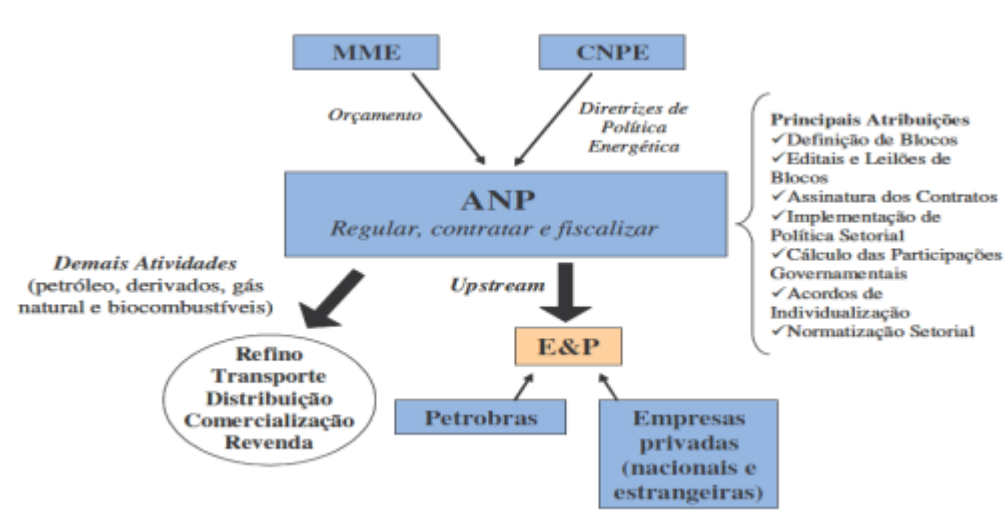 MME
CNPE
Orçamento
Diretrizes de
Política
Energética
ANP
Regular, contratar e fiscalizar
Principais Atribuições
✓Definição de Blocos
✓Editais e Leilões de
Blocos
✓Assinatura dos Contratos
✓Implementação de
Política Setorial
✓Cálculo das Participações
Governamentais
✓Acordos de
Individualização
✓Normatização Setorial
Demais Atividades
(petróleo, derivados, gás
natural e biocombustíveis)
Upstream
Refino
Transporte
Distribuição
Comercialização
Revenda
E&P
Petrobras
Empresas
privadas
(nacionais e
estrangeiras)